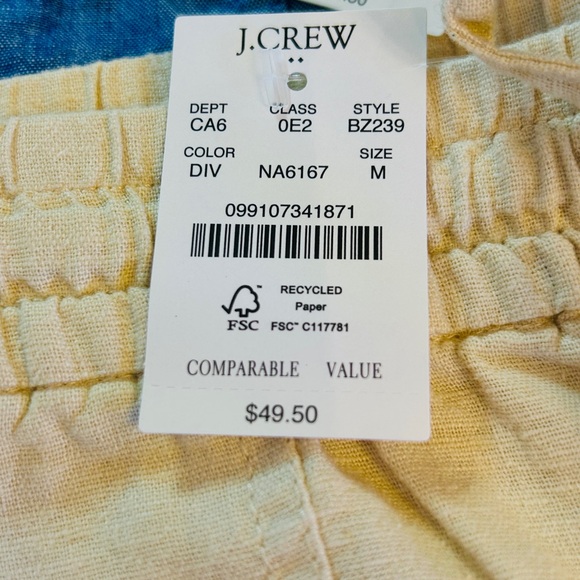 J.CREW
DEPT CLASS STYLE
CA6 0E2 BZ239
COLOR SIZE
DIV NA6167 M
099107341871
FSC
RECYCLED
Paper
FSC™ C117781
COMPARABLE VALUE
$49.50